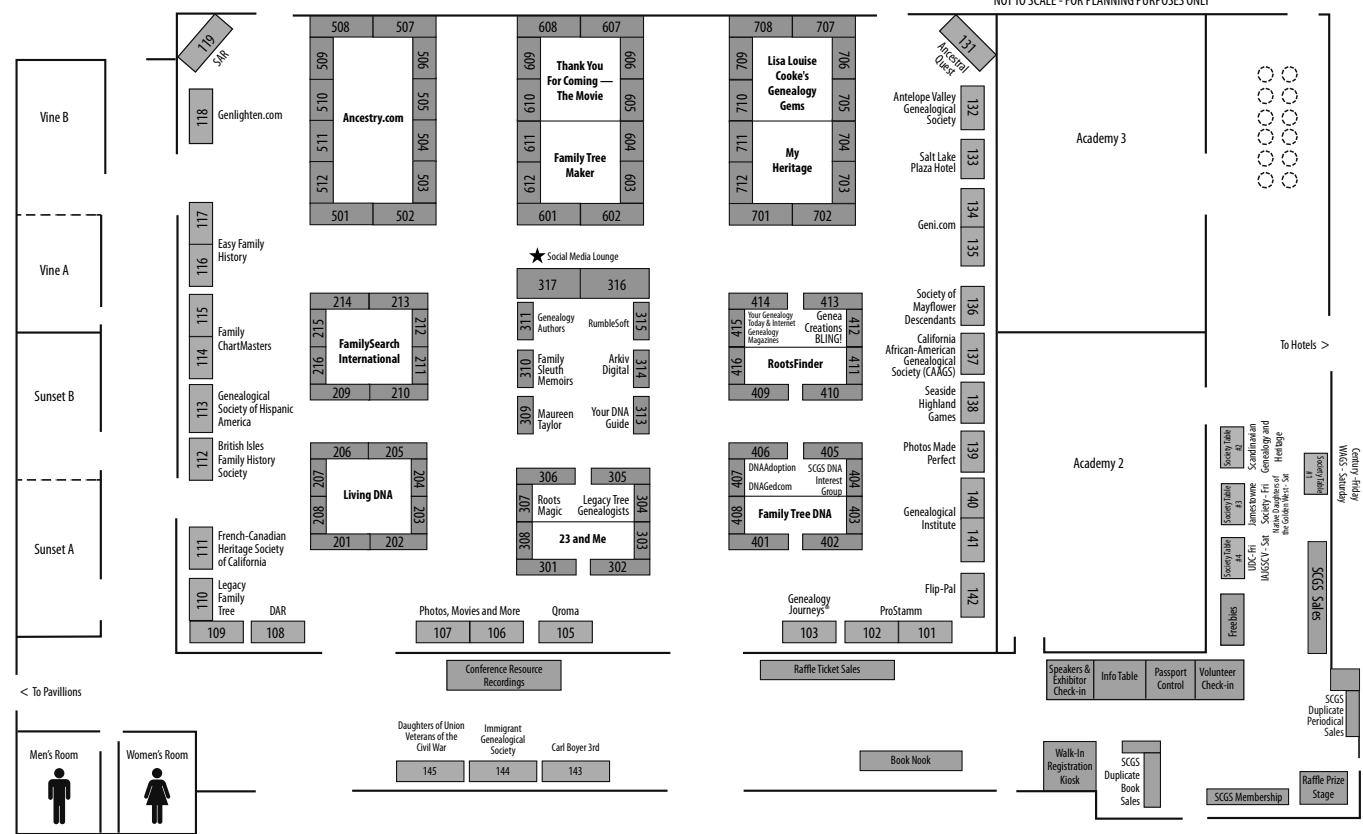 NOT TO SCALE - FOR PLANNING PURPOSES ONLY
119
SAR
118
Genlighten.com
117
116
Easy Family
History
115
114
Family
ChartMasters
113
Genealogical
Society of Hispanic
America
112
British Isles
Family History
Society
111
French-Canadian
Heritage Society
of California
110
Legacy
Family
Tree
109
DAR
108
Vine B
Vine A
Sunset B
Sunset A
< To Pavillions
Men's Room
Women's Room
508
507
509
510
511
512
506
505
504
503
Ancestry.com
501
502
608
607
609
610
611
612
606
605
604
603
Thank You
For Coming —
The Movie
Family Tree
Maker
601
602
708
707
709
710
711
712
706
705
704
703
Lisa Louise
Cooke's
Genealogy
Gems
My
Heritage
701
702
214
213
215
216
212
211
FamilySearch
International
209
210
206
205
207
208
204
203
Living DNA
201
202
★ Social Media Lounge
317
316
311
Genealogy
Authors
RumbleSoft
315
310
Family
Sleuth
Memoirs
Arkiv
Digital
314
309
Maureen
Taylor
Your DNA
Guide
313
306
305
307
Roots
Magic
Legacy Tree
Genealogists
304
308
23 and Me
303
301
302
414
413
415
Your Genealogy
Today & Internet
Genealogy
Magazines
Genea
Creations
BLING!
412
416
RootsFinder
411
409
410
406
405
407
DNAAdoption
DNAGedcom
SCGS DNA
Interest
Group
404
408
Family Tree DNA
403
401
402
131
Ancestral
Quest
Antelope Valley
Genealogical
Society
132
Salt Lake
Plaza Hotel
133
Geni.com
134
135
Society of
Mayflower
Descendants
136
California
African-American
Genealogical
Society (CAAGS)
137
Seaside
Highland
Games
138
Photos Made
Perfect
139
Genealogical
Institute
140
141
Flip-Pal
142
Photos, Movies and More
107
106
Qroma
105
Genealogy
Journeys®
103
ProStamm
102
101
Conference Resource
Recordings
Raffle Ticket Sales
Daughters of Union
Veterans of the
Civil War
145
Immigrant
Genealogical
Society
144
Carl Boyer 3rd
143
Book Nook
Academy 3
Academy 2
To Hotels >
Society Table
#2
Scandinavian
Genealogy and
Heritage
Society Table
#3
Jamestowne
Society - Fri
Native Daughters of
the Golden West - Sat
Society Table
#4
UDC-Fri
IAJGSCV - Sat
Society Table
#1
Century -Friday
WAGS - Saturday
Freebies
SCGS Sales
Speakers &
Exhibitor
Check-in
Info Table
Passport
Control
Volunteer
Check-in
SCGS
Duplicate
Periodical
Sales
Walk-In
Registration
Kiosk
SCGS
Duplicate
Book
Sales
SCGS Membership
Raffle Prize
Stage